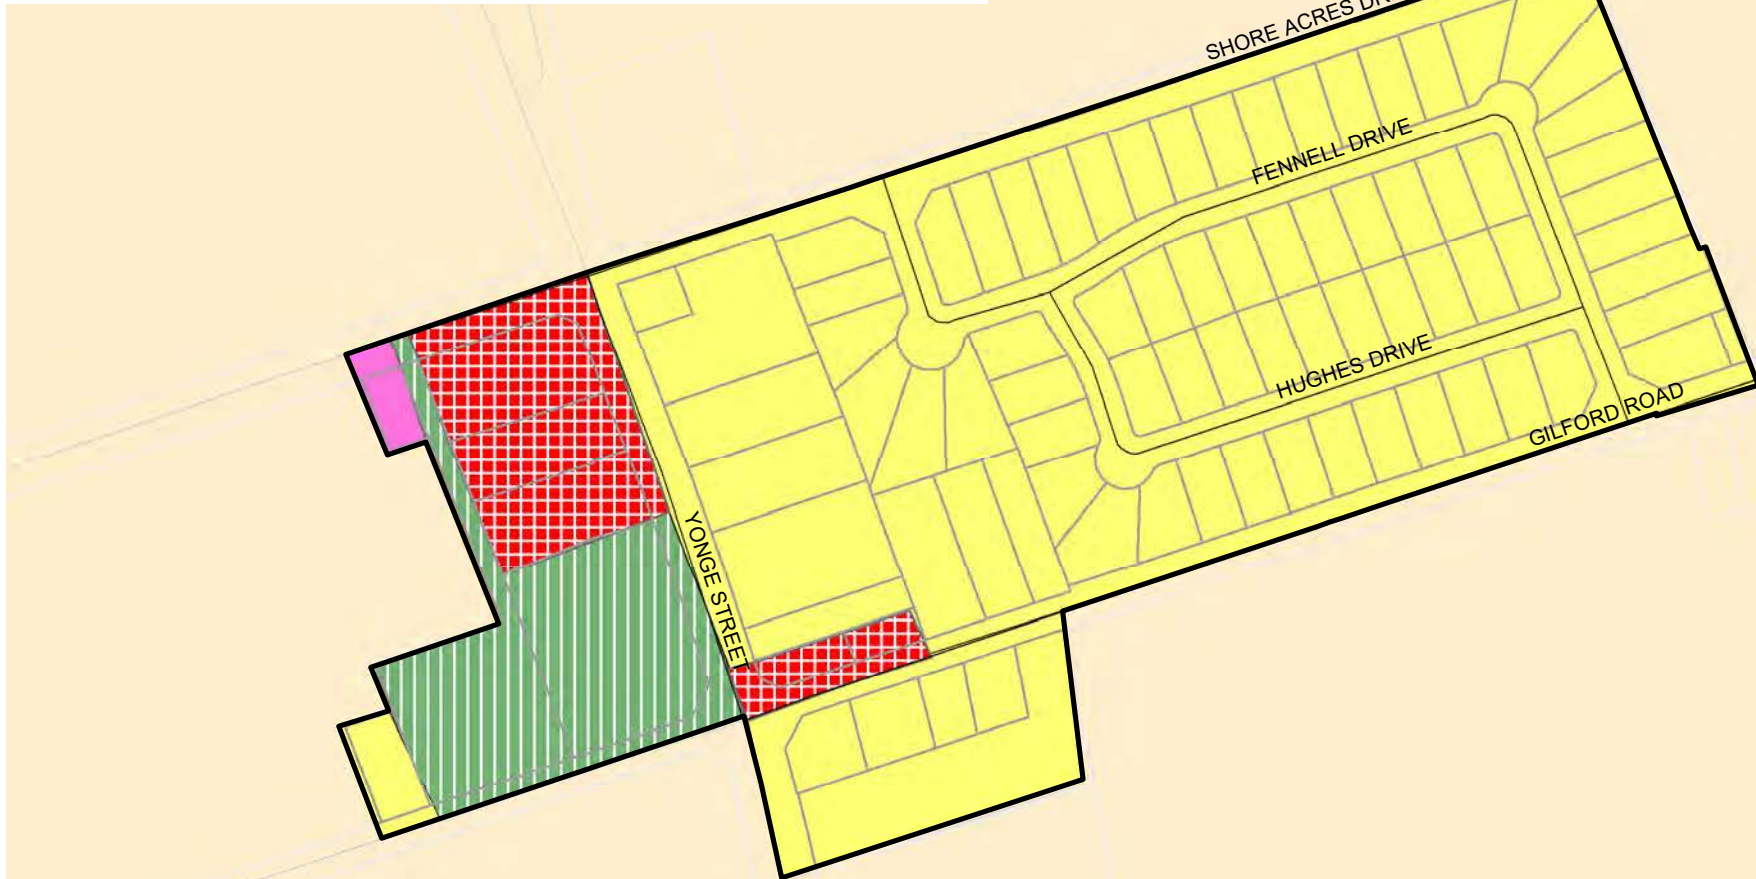 SHORE ACRES
FENNELL DRIVE
HUGHES DRIVE
GILFORD ROAD
YONGE STREET